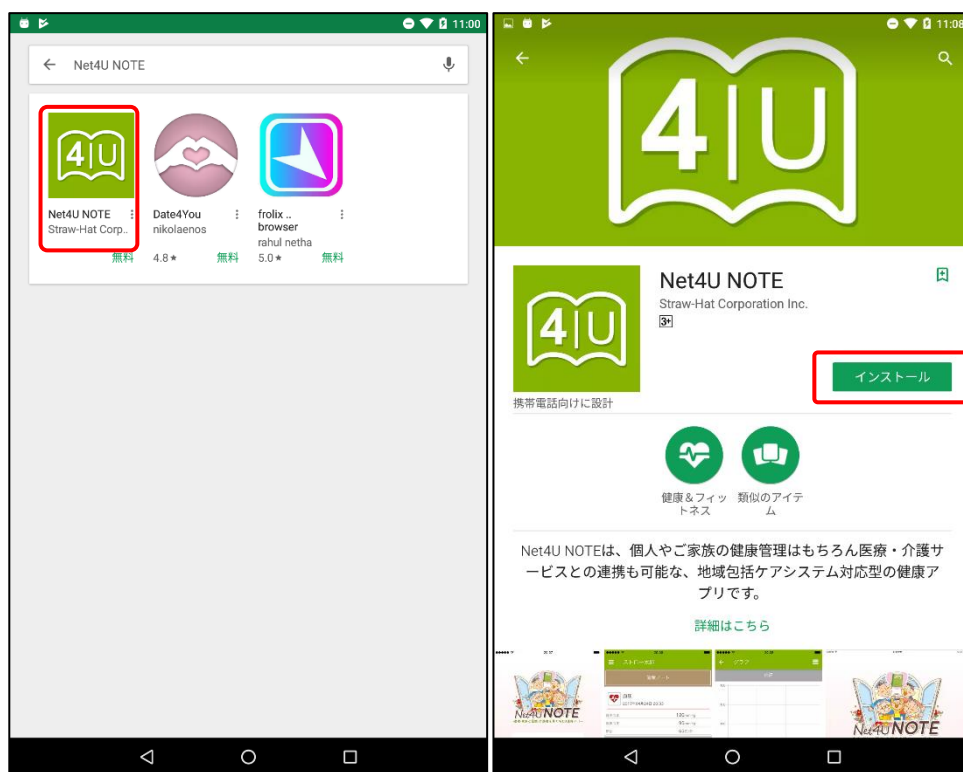 11:00
Net4U NOTE
4|U
Net4U NOTE
Straw-Hat Corp..
無料
Date4You
nikolaenos
4.8★
無料
frolix ..
browser
rahul netha
5.0★
無料
11:08
4|U
4|U
Net4U NOTE
Straw-Hat Corporation Inc.
3+
インストール
携帯電話向けに設計
健康&フィッ
トネス
類似のアイテ
ム
Net4U NOTEは、個人やご家族の健康管理はもちろん医療・介護サ
ービスとの連携も可能な、地域包括ケアシステム対応型の健康ア
プリです。
詳細はこちら
Net4U NOTE
グラフ
Net4U NOTE